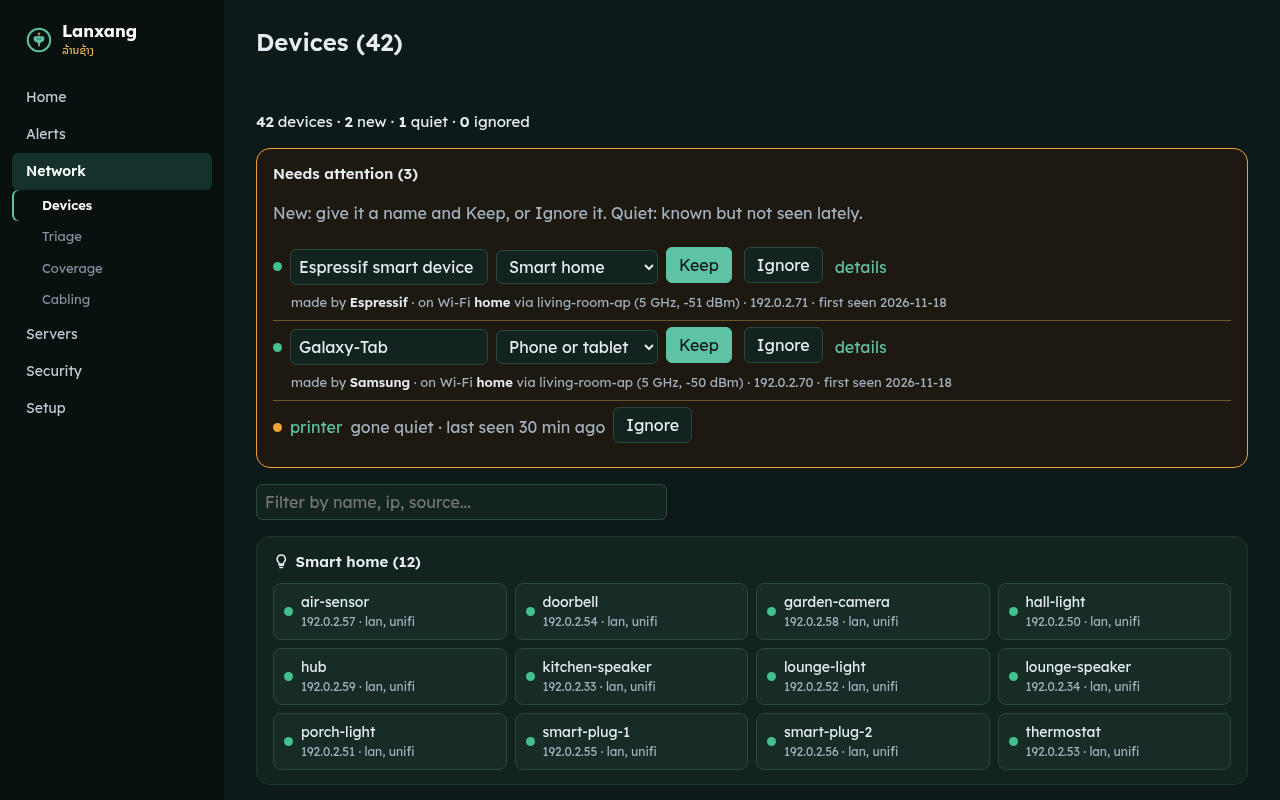 Lanxang
ລ້ານຊ້າງ
Home
Alerts
Network
Devices
Triage
Coverage
Cabling
Servers
Security
Setup
Devices (42)
42 devices · 2 new · 1 quiet · 0 ignored
Needs attention (3)
New: give it a name and Keep, or Ignore it. Quiet: known but not seen lately.
Espressif smart device Smart home Keep Ignore details
made by Espressif · on Wi-Fi home via living-room-ap (5 GHz, -51 dBm) · 192.0.2.71 · first seen 2026-11-18
Galaxy-Tab Phone or tablet Keep Ignore details
made by Samsung · on Wi-Fi home via living-room-ap (5 GHz, -50 dBm) · 192.0.2.70 · first seen 2026-11-18
printer gone quiet · last seen 30 min ago Ignore
Filter by name, ip, source...
Smart home (12)
air-sensor
192.0.2.57 · lan, unifi
doorbell
192.0.2.54 · lan, unifi
garden-camera
192.0.2.58 · lan, unifi
hall-light
192.0.2.50 · lan, unifi
hub
192.0.2.59 · lan, unifi
kitchen-speaker
192.0.2.33 · lan, unifi
lounge-light
192.0.2.52 · lan, unifi
lounge-speaker
192.0.2.34 · lan, unifi
porch-light
192.0.2.51 · lan, unifi
smart-plug-1
192.0.2.55 · lan, unifi
smart-plug-2
192.0.2.56 · lan, unifi
thermostat
192.0.2.53 · lan, unifi